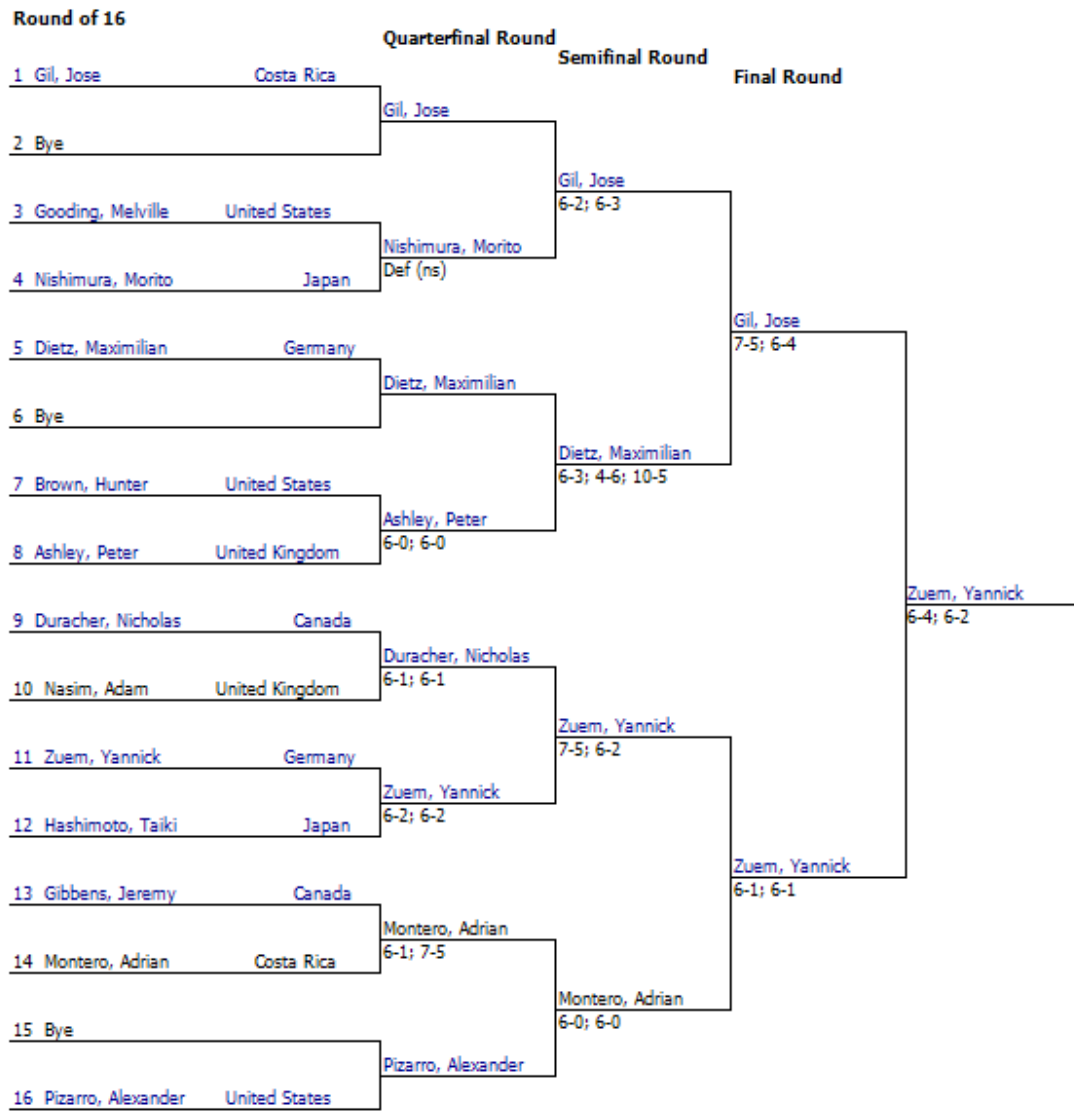 Round of 16
Quarterfinal Round
Semifinal Round
Final Round
1 Gil, Jose Costa Rica
Gil, Jose
2 Bye
Gil, Jose
6-2; 6-3
3 Gooding, Melville United States
Nishimura, Morito
Def (ns)
4 Nishimura, Morito Japan
Gil, Jose
7-5; 6-4
5 Dietz, Maximilian Germany
Dietz, Maximilian
6 Bye
Dietz, Maximilian
6-3; 4-6; 10-5
7 Brown, Hunter United States
Ashley, Peter
6-0; 6-0
8 Ashley, Peter United Kingdom
Zuem, Yannick
6-4; 6-2
9 Duracher, Nicholas Canada
Duracher, Nicholas
6-1; 6-1
10 Nasim, Adam United Kingdom
Zuem, Yannick
7-5; 6-2
11 Zuem, Yannick Germany
Zuem, Yannick
6-2; 6-2
12 Hashimoto, Taiki Japan
Zuem, Yannick
6-1; 6-1
13 Gibbens, Jeremy Canada
Montero, Adrian
6-1; 7-5
14 Montero, Adrian Costa Rica
Montero, Adrian
6-0; 6-0
15 Bye
Pizarro, Alexander
16 Pizarro, Alexander United States